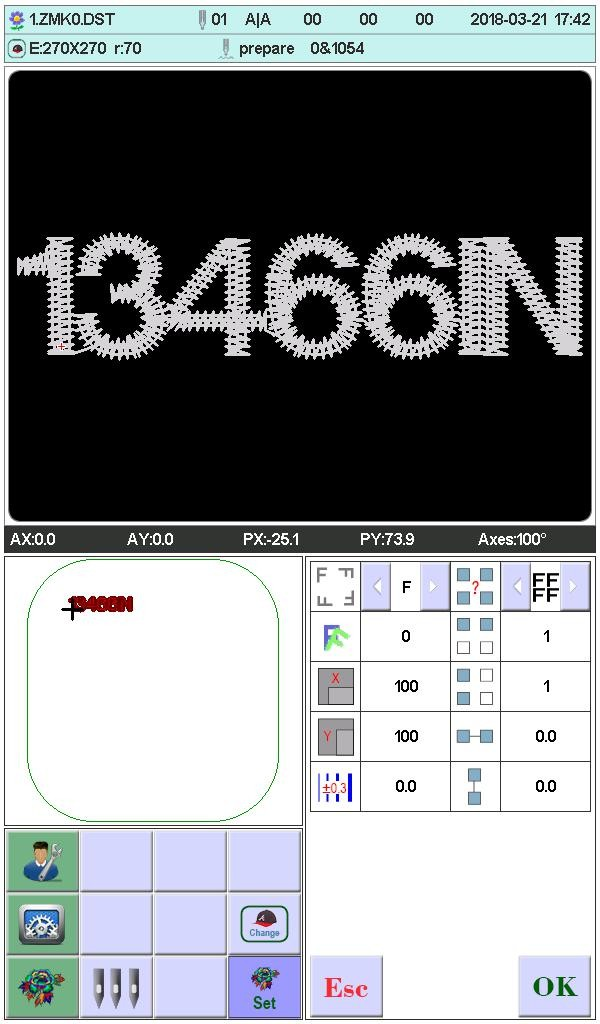 1.ZMK0.DST 01 A|A 00 00 00 2018-03-21 17:42
E:270X270 r:70 prepare 0&1054
13466IN
AX:0.0 AY:0.0 PX:-25.1 PY:73.9 Axes:100°
13466IN
F F F F F ? FF FF
F 0 1
X 100 1
Y 100 0.0
±0.3 0.0 0.0
Change
Set
Esc OK